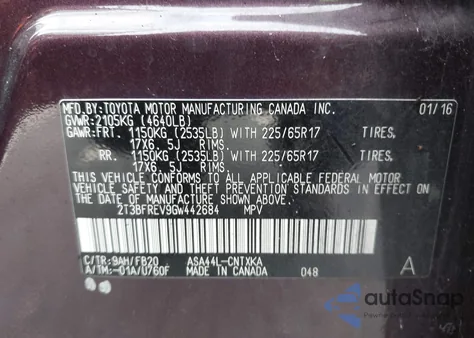 MFD.BY:TOYOTA MOTOR MANUFACTURING CANADA INC. 01/16
GVWR:2105KG (4640LB)
GAWR:FRT. 1150KG (2535LB) WITH 225/65R17 TIRES,
17X6.5J RIMS.
RR. 1150KG (2535LB) WITH 225/65R17 TIRES,
17X6.5J RIMS.
THIS VEHICLE CONFORMS TO ALL APPLICABLE FEDERAL MOTOR
VEHICLE SAFETY AND BUMPER STANDARDS IN EFFECT ON
THE DATE OF MANUFACTURE SHOWN ABOVE.
2T3BFREV9GW442684 MPV
C/TR:9AH/FB20 ASA44L-CNTXKA A
A/TM:-01A/U760F MADE IN CANADA 048
autoSnap